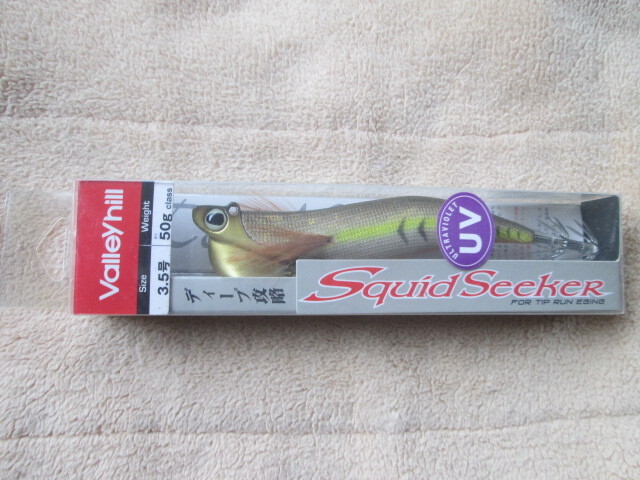 Valleyhill
Size
3.5号
Weight
50g class
ディープ攻略
ULTRAVIOLET
UV
Squid Seeker
FOR TIP RUN EGING